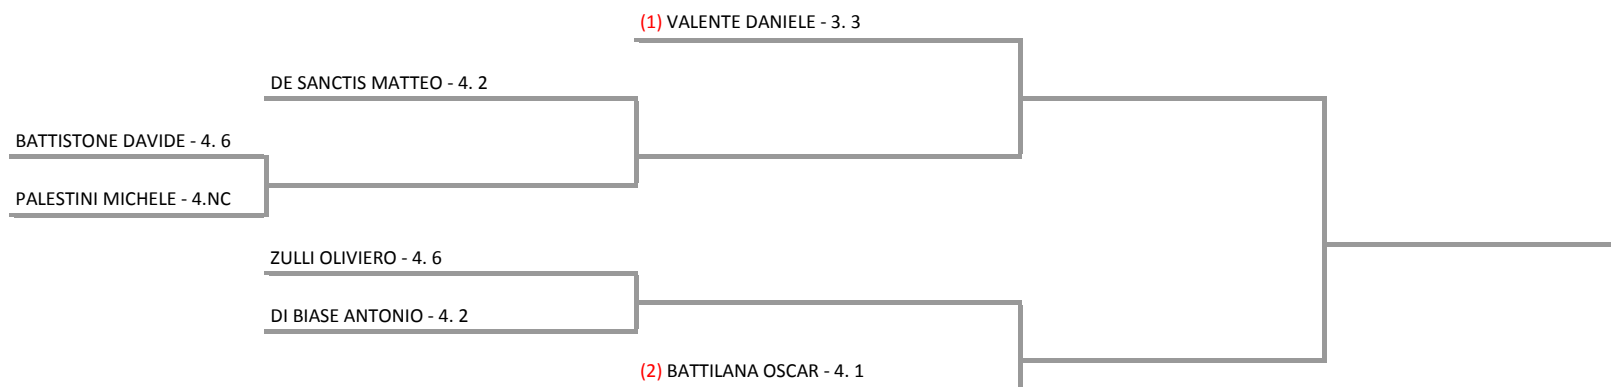 (1) VALENTE DANIELE - 3. 3
DE SANCTIS MATTEO - 4. 2
BATTISTONE DAVIDE - 4. 6
PALESTINI MICHELE - 4.NC
ZULLI OLIVIERO - 4. 6
DI BIASE ANTONIO - 4. 2
(2) BATTILANA OSCAR - 4. 1